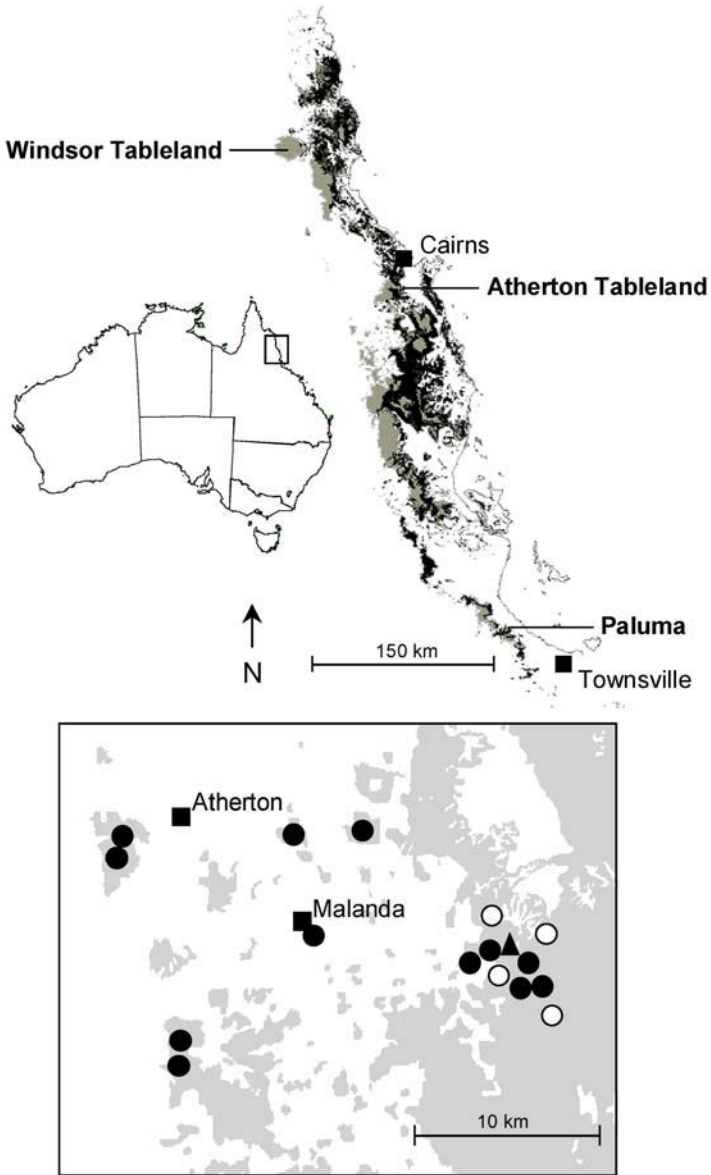 Windsor Tableland
Cairns
Atherton Tableland
N
150 km
Paluma
Townsville
Atherton
Malanda
10 km